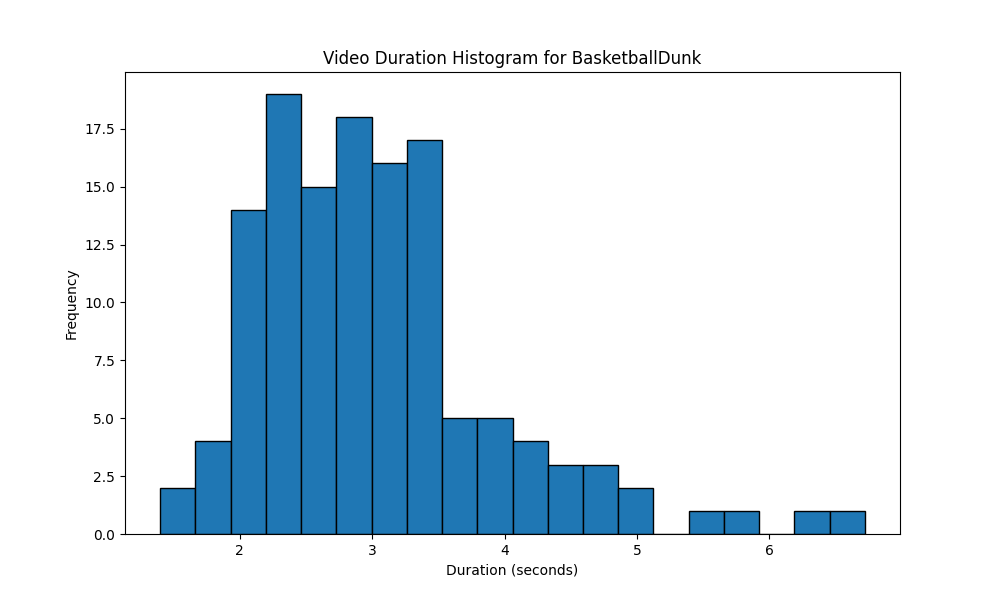 Video Duration Histogram for BasketballDunk
17.5
15.0
12.5
10.0
7.5
5.0
2.5
0.0
Frequency
2 3 4 5 6
Duration (seconds)